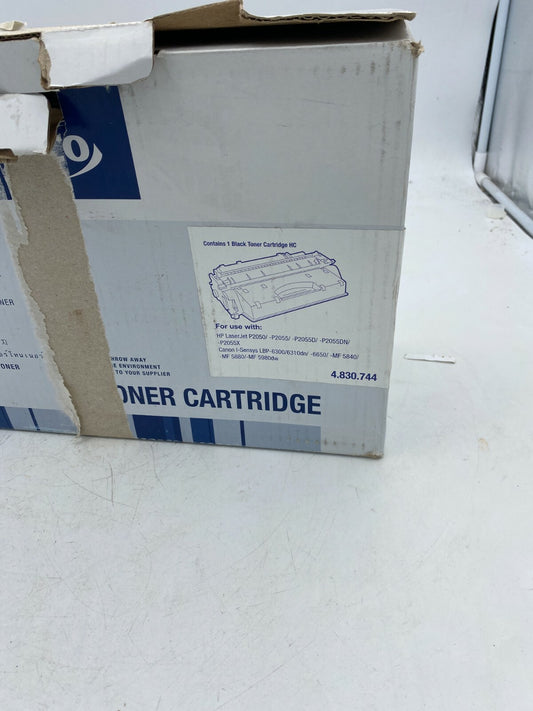 o
Contains 1 Black Toner Cartridge HC
For use with:
HP LaserJet P2050/ -P2055/ -P2055D/ -P2055DN/
-P2055X
Canon I-Sensys LBP-6300/6310dn/ -6650/ -MF 5840/
-MF 5880/-MF 5980dw
4.830.744
ONER
TONER
HROW AWAY
E ENVIRONMENT
TO YOUR SUPPLIER
ONER CARTRIDGE